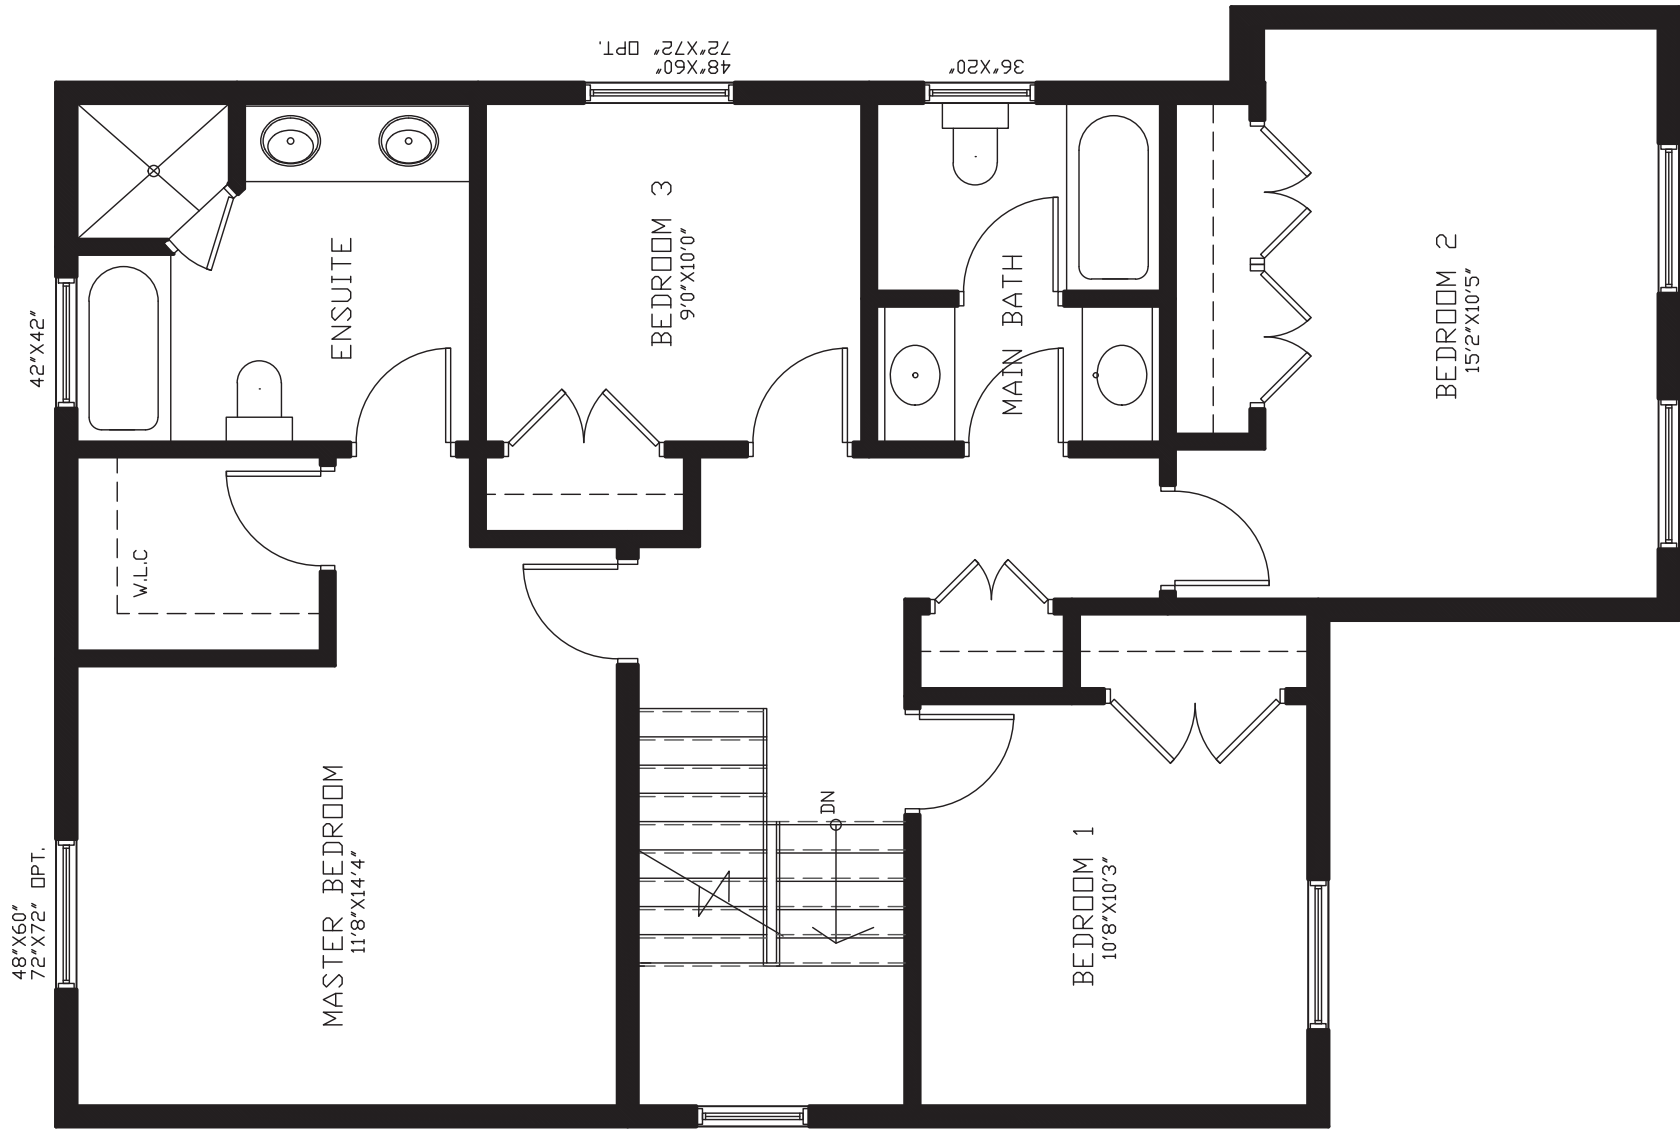 72"X72" OPT.
48"X60"
36"X20"
42"X42"
ENSUITE
BEDROOM 3
9'0"X10'0"
MAIN BATH
BEDROOM 2
15'2"X10'5"
W.L.C
48"X60"
72"X72" OPT.
MASTER BEDROOM
11'8"X14'4"
DN
BEDROOM 1
10'8"X10'3"